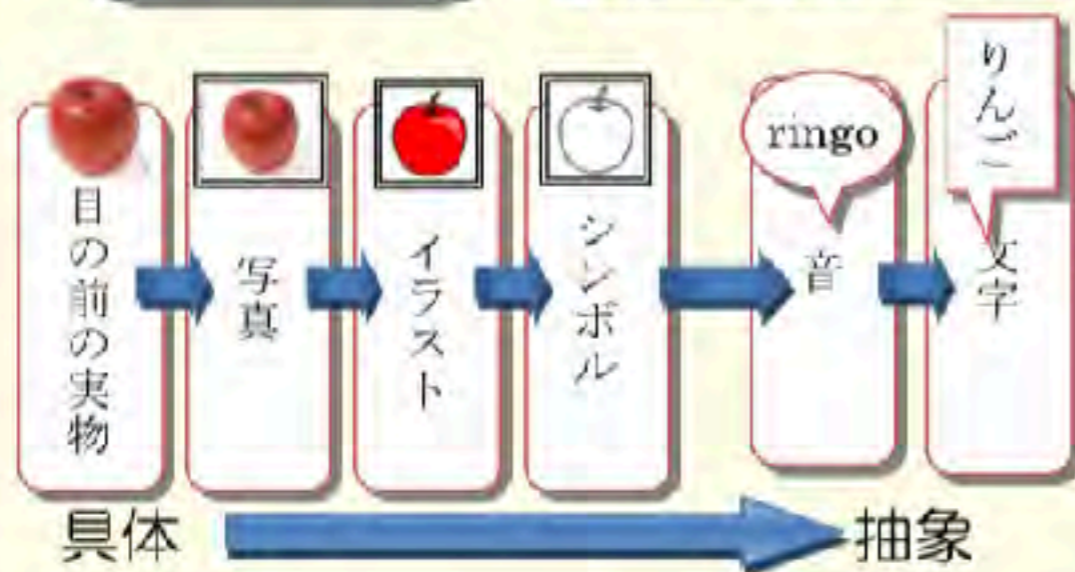 目の前の実物
写真
イラスト
シンボル
ringo
音
りんご
文字
具体
抽象